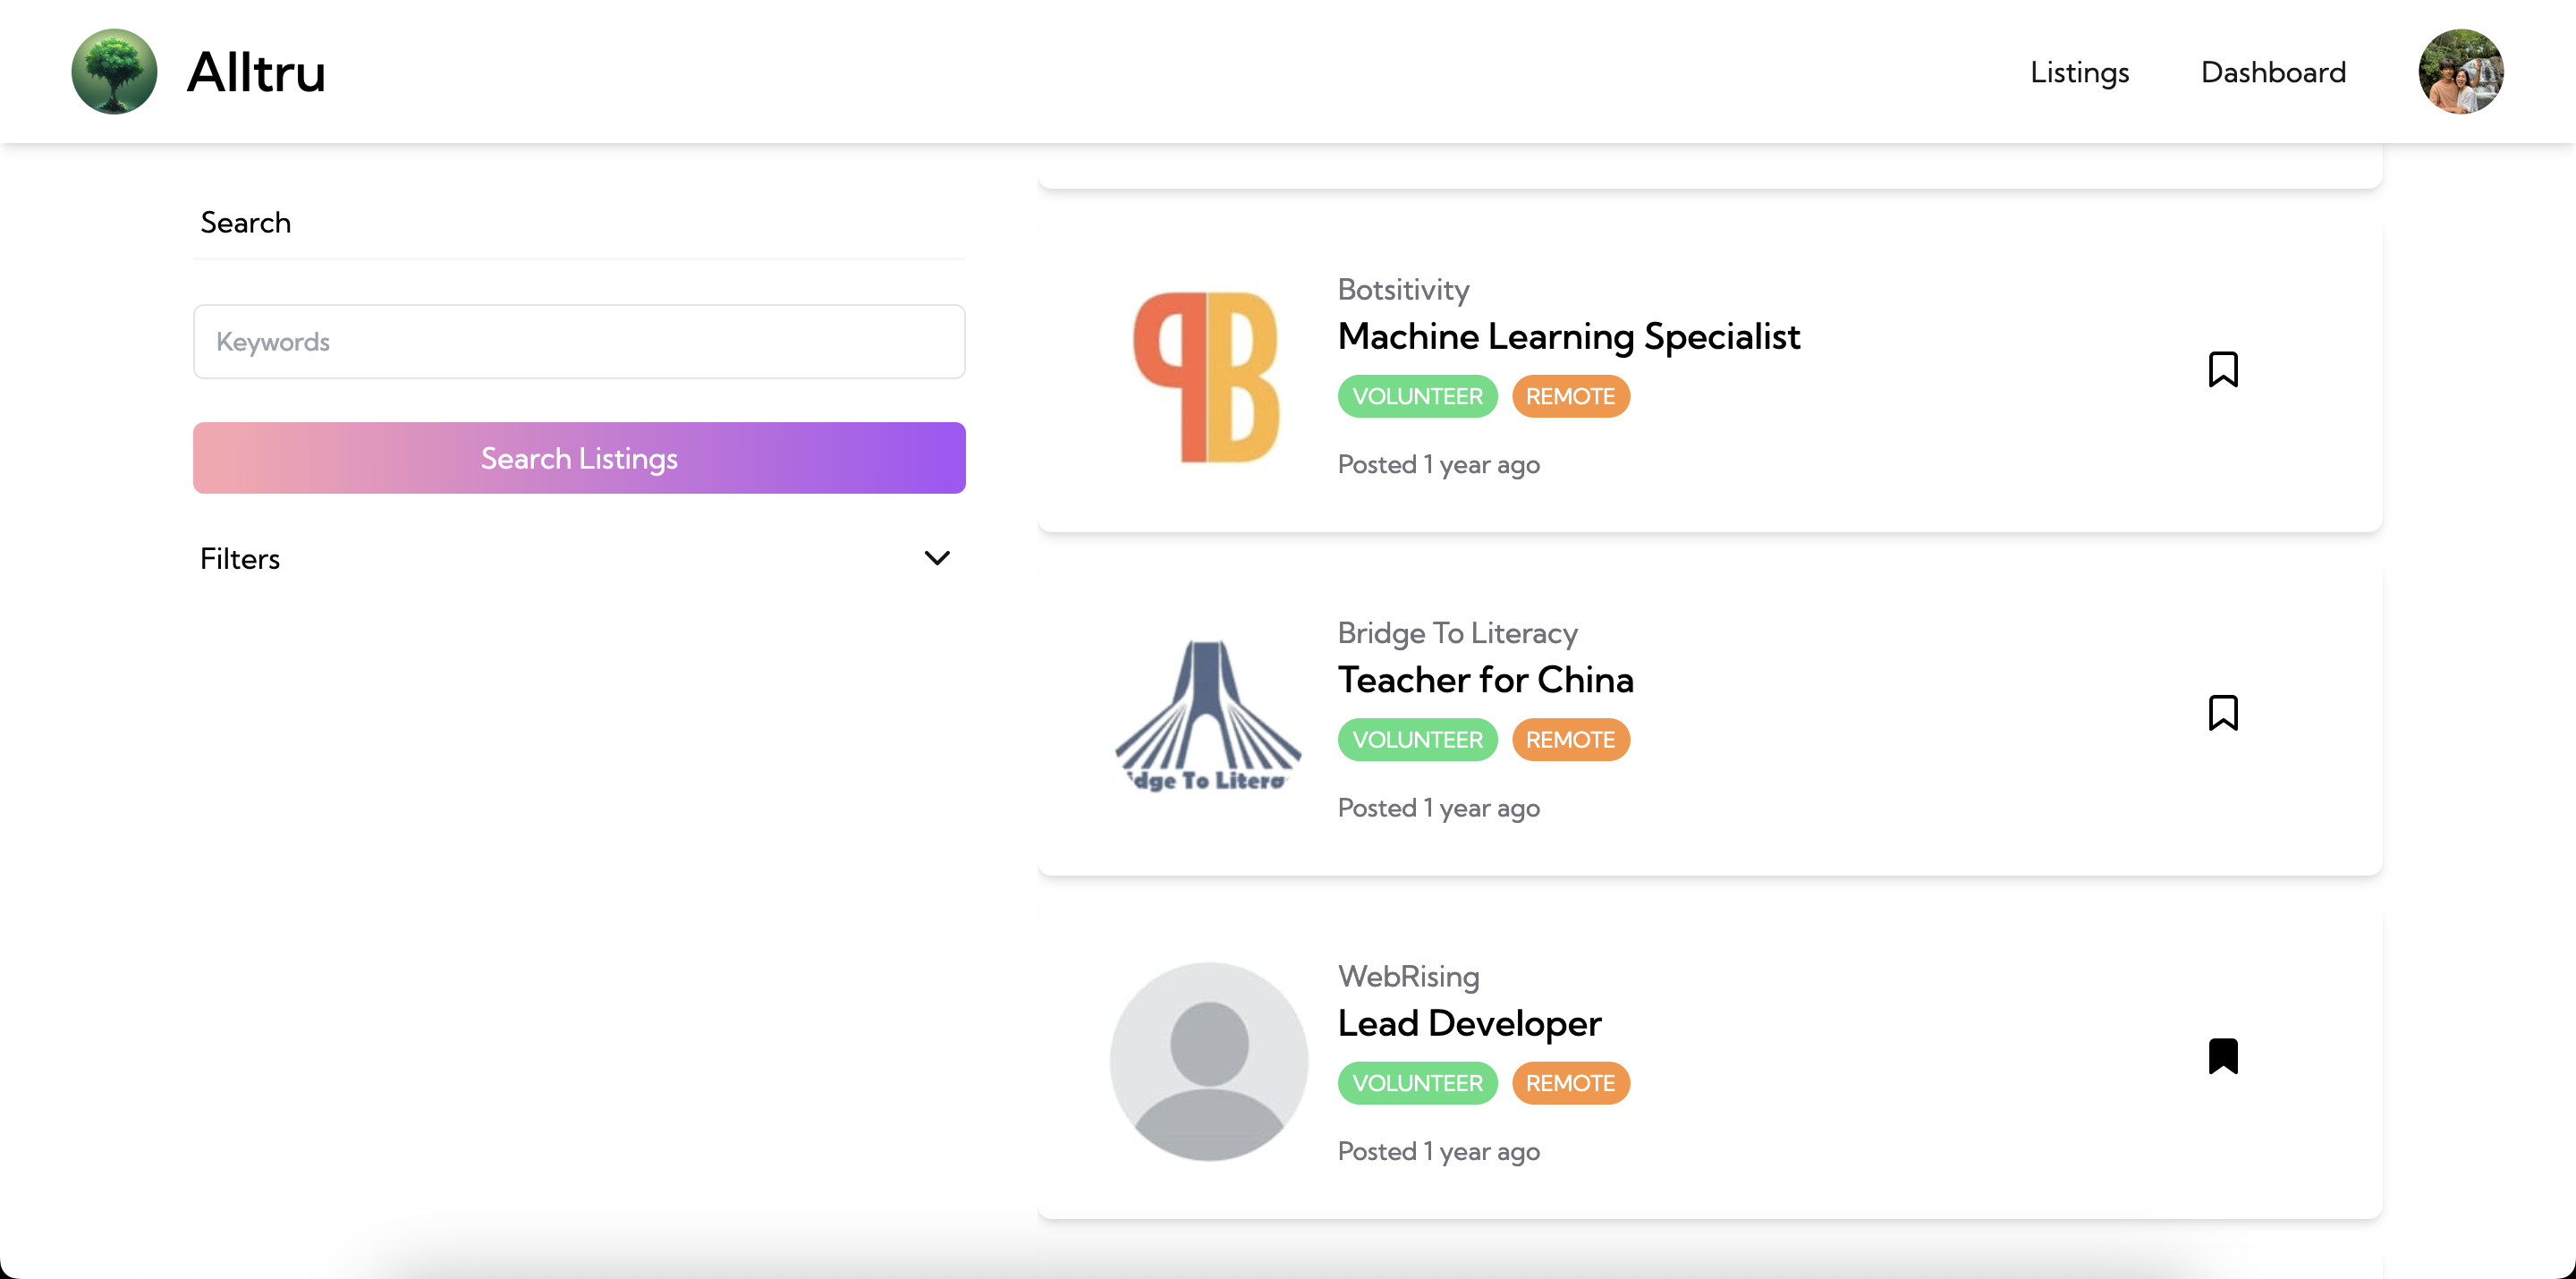 Alltru
Listings
Dashboard
Search
Keywords
Search Listings
Filters
Botsitivity
Machine Learning Specialist
VOLUNTEER REMOTE
Posted 1 year ago
idge To Litera
Bridge To Literacy
Teacher for China
VOLUNTEER REMOTE
Posted 1 year ago
WebRising
Lead Developer
VOLUNTEER REMOTE
Posted 1 year ago